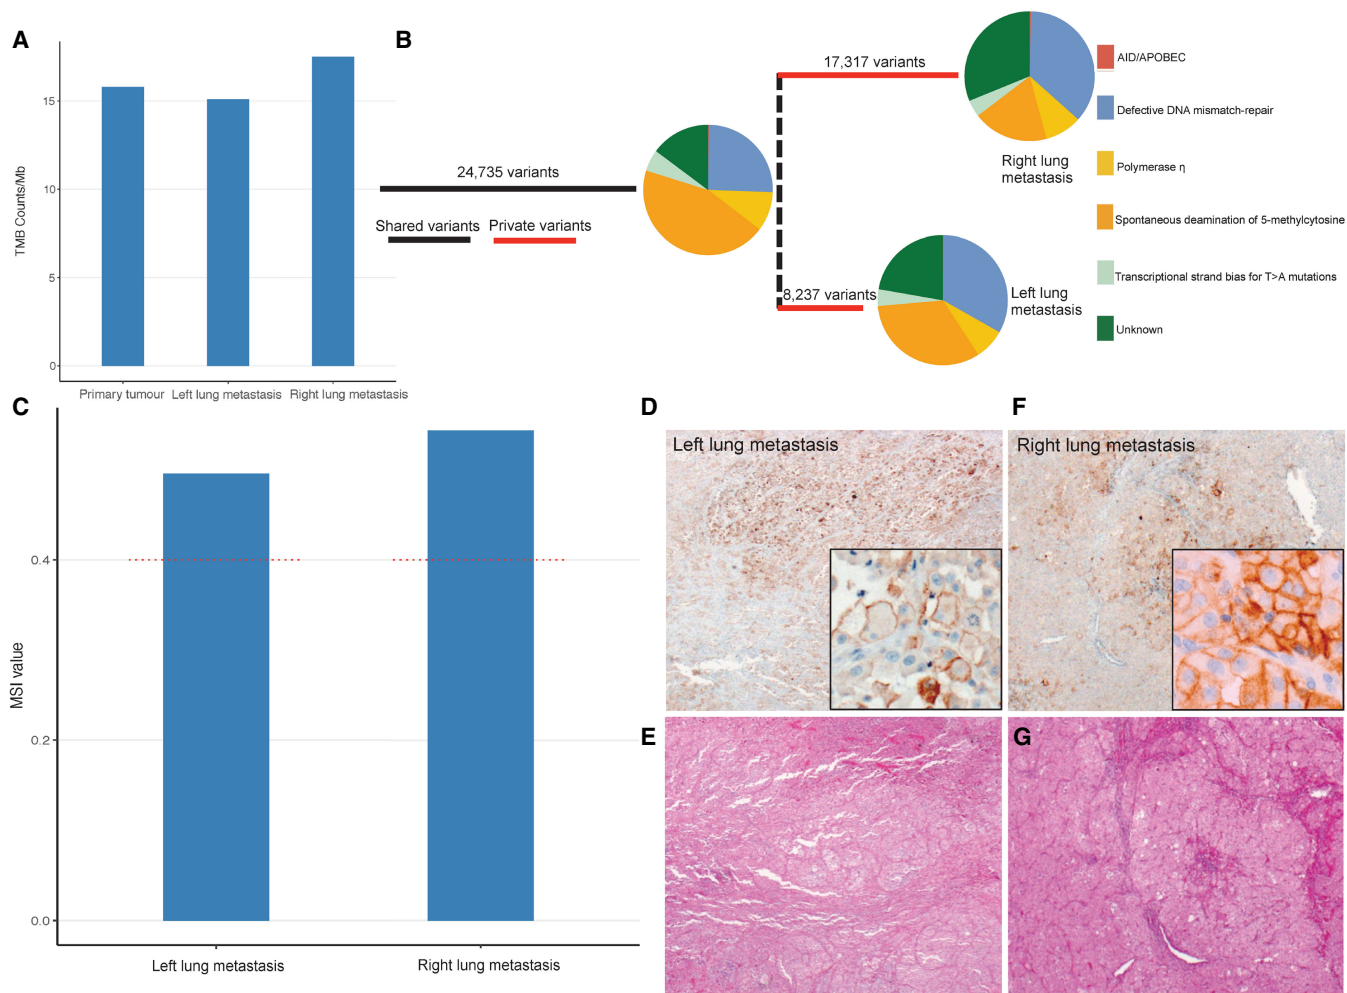 A
TMB Counts/Mb
15
10
5
0
Primary tumour
Left lung metastasis
Right lung metastasis
B
24,735 variants
Shared variants
Private variants
17,317 variants
Right lung
metastasis
8,237 variants
Left lung
metastasis
AID/APOBEC
Defective DNA mismatch-repair
Polymerase η
Spontaneous deamination of 5-methylcytosine
Transcriptional strand bias for T>A mutations
Unknown
C
MSI value
0.4
0.2
0.0
Left lung metastasis
Right lung metastasis
D
Left lung metastasis
F
Right lung metastasis
E
G